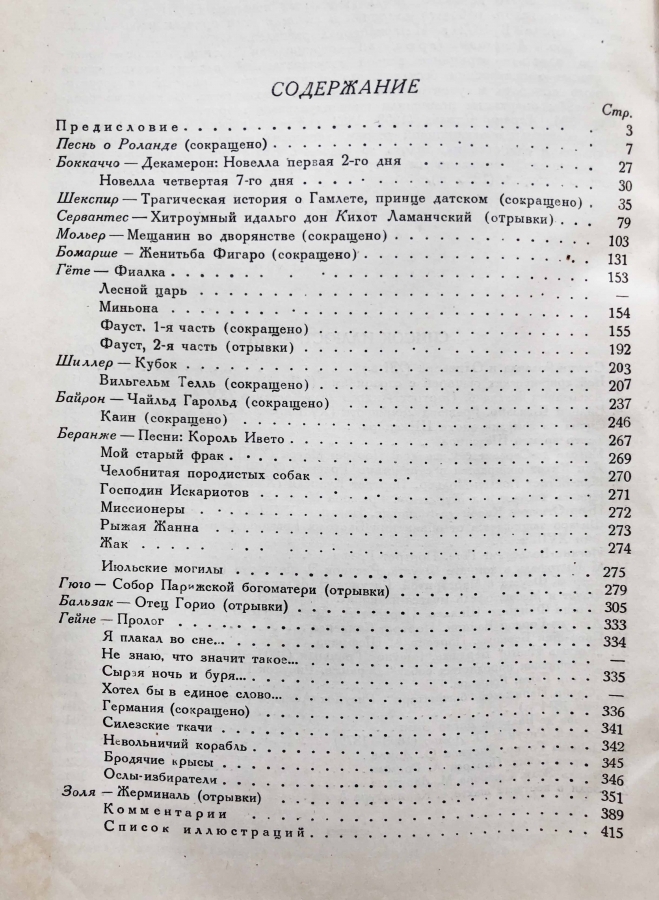 СОДЕРЖАНИЕ
Стр.
Предисловие 3
Песнь о Роланде (сокращено) 7
Боккаччо — Декамерон: Новелла первая 2-го дня 27
Новелла четвертая 7-го дня 30
Шекспир — Трагическая история о Гамлете, принце датском (сокращено) 35
Сервантес — Хитроумный идальго дон Кихот Ламанчский (отрывки) 79
Мольер — Мещанин во дворянстве (сокращено) 103
Бомарше — Женитьба Фигаро (сокращено) 131
Гёте — Фиалка 153
Лесной царь —
Миньона 154
Фауст. 1-я часть (сокращено) 155
Фауст, 2-я часть (отрывки) 192
Шиллер — Кубок 203
Вильгельм Телль (сокращено) 207
Байрон — Чайльд Гарольд (сокращено) 237
Каин (сокращено) 246
Беранже — Песни: Король Ивето 267
Мой старый фрак 269
Челобнитая породистых собак 270
Господин Искариотов 271
Миссионеры 272
Рыжая Жанна 273
Жак 274
Июльские могилы 275
Гюго — Собор Парижской богоматери (отрывки) 279
Бальзак — Отец Горио (отрывки) 305
Гейне — Пролог 333
Я плакал во сне... 334
Не знаю, что значит такое... —
Сырая ночь и буря... 335
Хотел бы в единое слово... —
Германия (сокращено) 336
Силезские ткачи 341
Невольничий корабль 342
Бродячие крысы 345
Ослы-избиратели 346
Золя — Жерминаль (отрывки) 351
Комментарии 389
Список иллюстраций 415